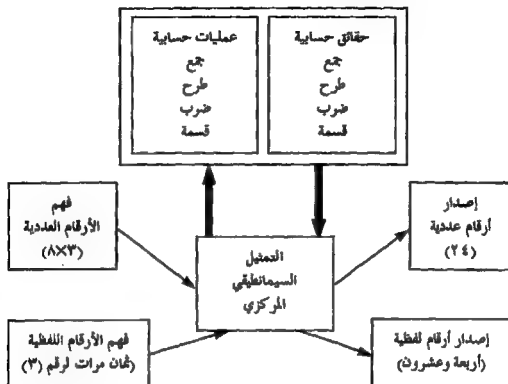 حقائق حسابية
جمع
طرح
ضرب
قسمة
عمليات حسابية
جمع
طرح
ضرب
قسمة
فهم
الأرقام العددية
(٨×٣)
التمثيل
السيمانطيقي
المركزي
إصدار
أرقام عددية
(٢٤)
فهم الأرقام اللفظية
(ثمان مرات لرقم ٣)
إصدار أرقام لفظية
(أربعة وعشرون)